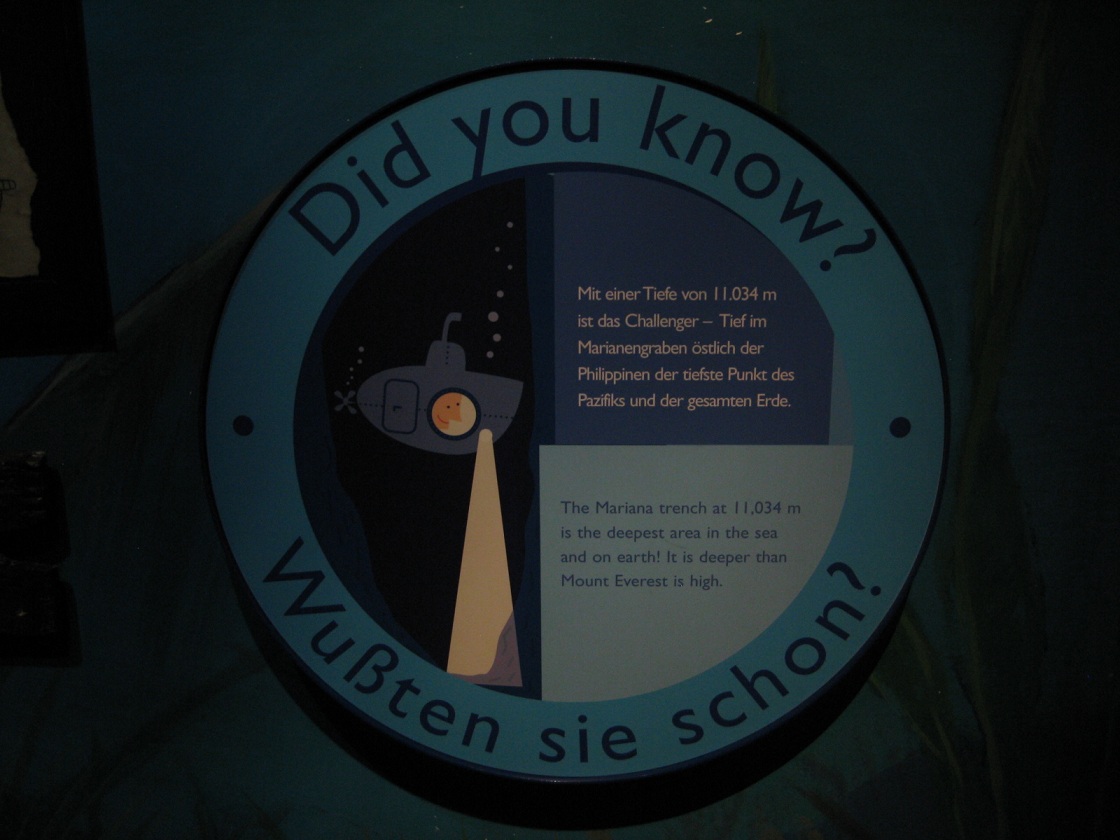 Did you know?
Mit einer Tiefe von 11.034 m
ist das Challenger – Tief im
Marianengraben östlich der
Philippinen der tiefste Punkt des
Pazifiks und der gesamten Erde.
The Mariana trench at 11,034 m
is the deepest area in the sea
and on earth! It is deeper than
Mount Everest is high.
Wußten sie schon?